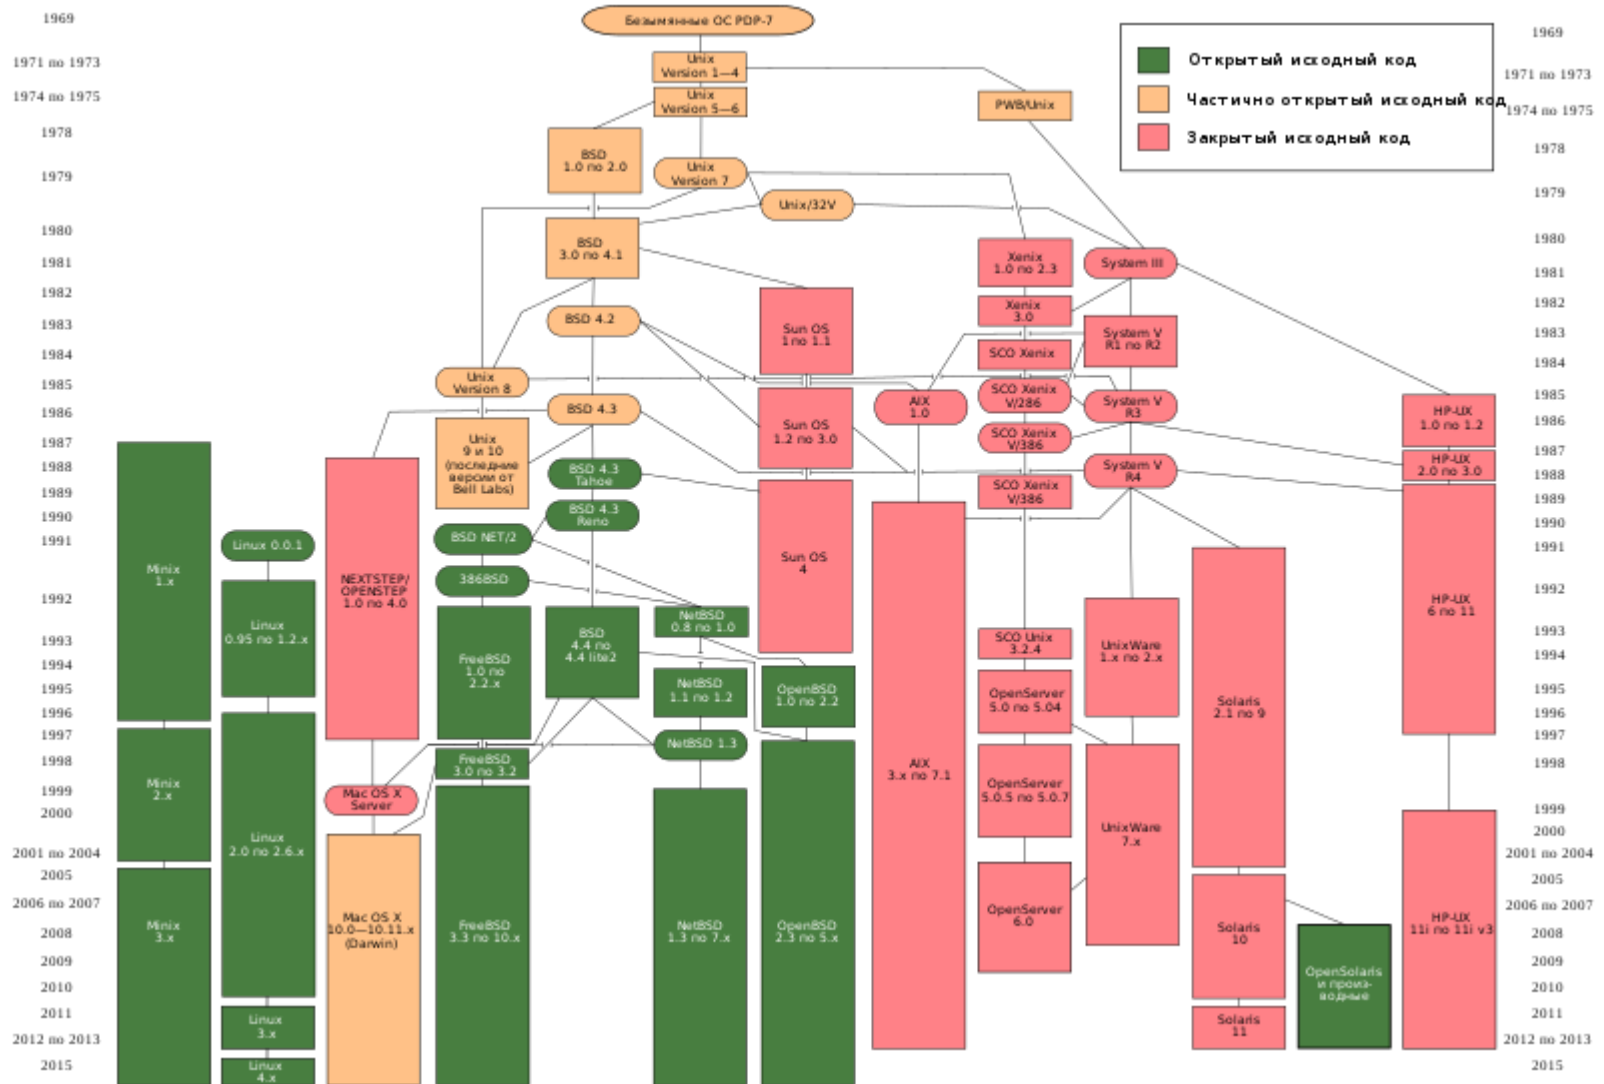 Безымянные ОС PDP-7
Unix
Version 1—4
Unix
Version 5—6
PWB/Unix
BSD
1.0 по 2.0
Unix
Version 7
Unix/32V
BSD
3.0 по 4.1
Xenix
1.0 по 2.3
System III
Xenix
3.0
BSD 4.2
Sun OS
1 по 1.1
System V
R1 по R2
SCO Xenix
Unix
Version 8
SCO Xenix
V/286
AIX
1.0
System V
R3
BSD 4.3
HP-UX
1.0 по 1.2
Sun OS
1.2 по 3.0
SCO Xenix
V/386
Unix
9 и 10
(последние
версии от
Bell Labs)
HP-UX
2.0 по 3.0
BSD 4.3
Tahoe
System V
R4
SCO Xenix
V/386
BSD 4.3
Reno
BSD NET/2
Linux 0.0.1
Sun OS
4
Minix
1.x
386BSD
NEXTSTEP/
OPENSTEP
1.0 по 4.0
HP-UX
6 по 11
NetBSD
0.8 по 1.0
Linux
0.95 по 1.2.x
BSD
4.4 по
4.4 lite2
SCO Unix
3.2.4
UnixWare
1.x по 2.x
FreeBSD
1.0 по
2.2.x
NetBSD
1.1 по 1.2
OpenBSD
1.0 по 2.2
OpenServer
5.0 по 5.04
Solaris
2.1 по 9
NetBSD 1.3
FreeBSD
3.0 по 3.2
AIX
3.x по 7.1
Minix
2.x
Mac OS X
Server
OpenServer
5.0.5 по 5.0.7
UnixWare
7.x
Linux
2.0 по 2.6.x
OpenServer
6.0
Minix
3.x
Mac OS X
10.0—10.11.x
(Darwin)
FreeBSD
3.3 по 10.x
NetBSD
1.3 по 7.x
OpenBSD
2.3 по 5.x
Solaris
10
HP-UX
11i по 11i v3
OpenSolaris
и произ-
водные
Linux
3.x
Solaris
11
Linux
4.x
Открытый исходный код
Частично открытый исходный код
Закрытый исходный код
1969
1971 по 1973
1974 по 1975
1978
1979
1980
1981
1982
1983
1984
1985
1986
1987
1988
1989
1990
1991
1992
1993
1994
1995
1996
1997
1998
1999
2000
2001 по 2004
2005
2006 по 2007
2008
2009
2010
2011
2012 по 2013
2015
1969
1971 по 1973
1974 по 1975
1978
1979
1980
1981
1982
1983
1984
1985
1986
1987
1988
1989
1990
1991
1992
1993
1994
1995
1996
1997
1998
1999
2000
2001 по 2004
2005
2006 по 2007
2008
2009
2010
2011
2012 по 2013
2015